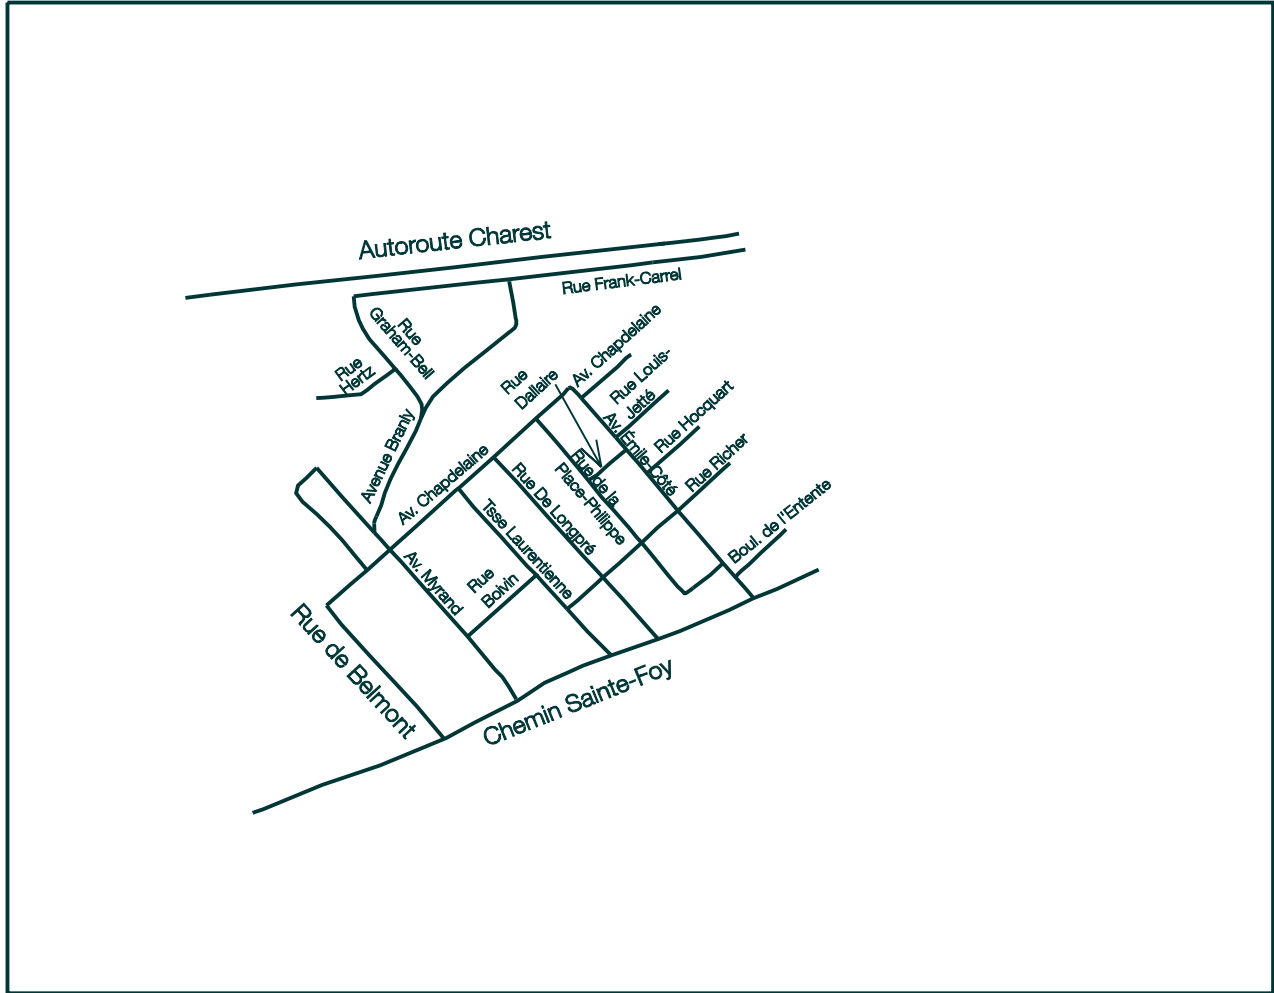 Autoroute Charest
Rue Frank-Carrel
Rue
Graham-Bell
Rue
Hertz
Avenue Branly
Av. Chapdelaine
Rue
Dallaire
Av. Chapdelaine
Rue Louis-
Jetté
Rue Hocquart
Rue Richer
Av. Émile-Côté
Rue de la
Place-Philippe
Rue De Longpré
Tsse Laurentienne
Rue
Boivin
Av. Myrand
Boul. de l'Entente
Rue de Belmont
Chemin Sainte-Foy